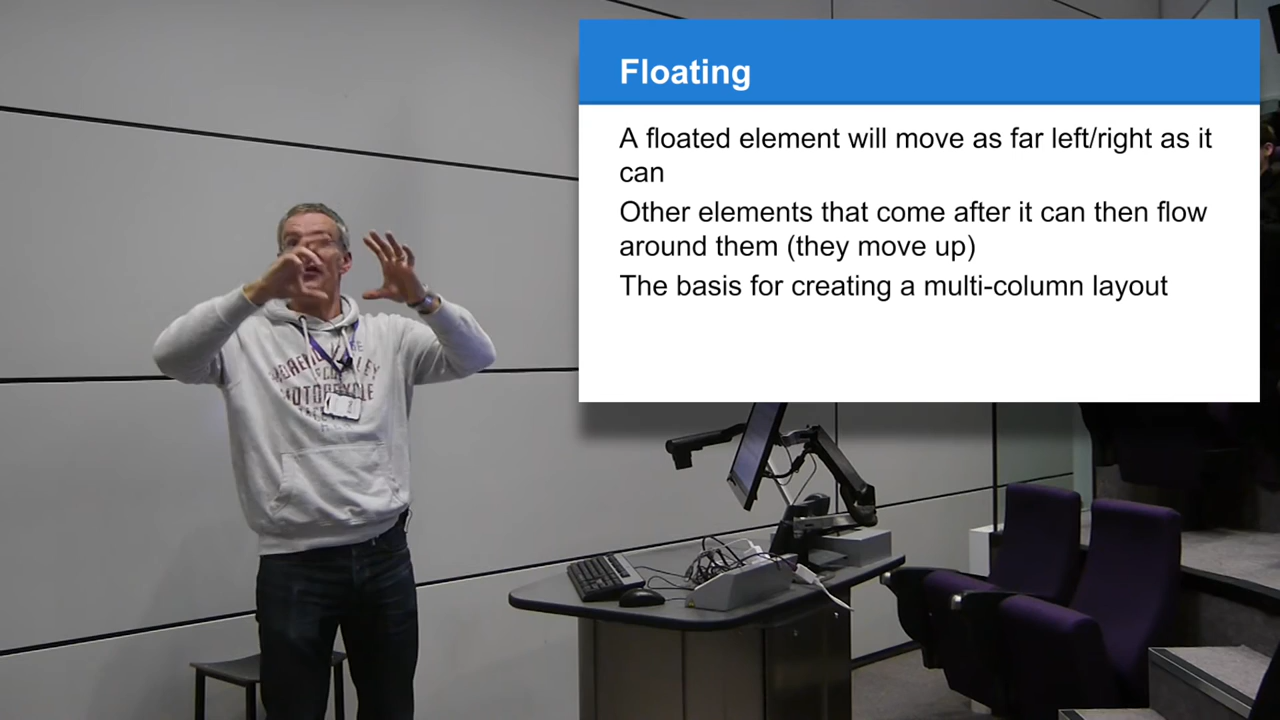 Floating
A floated element will move as far left/right as it
can
Other elements that come after it can then flow
around them (they move up)
The basis for creating a multi-column layout
MOTORCYCLE